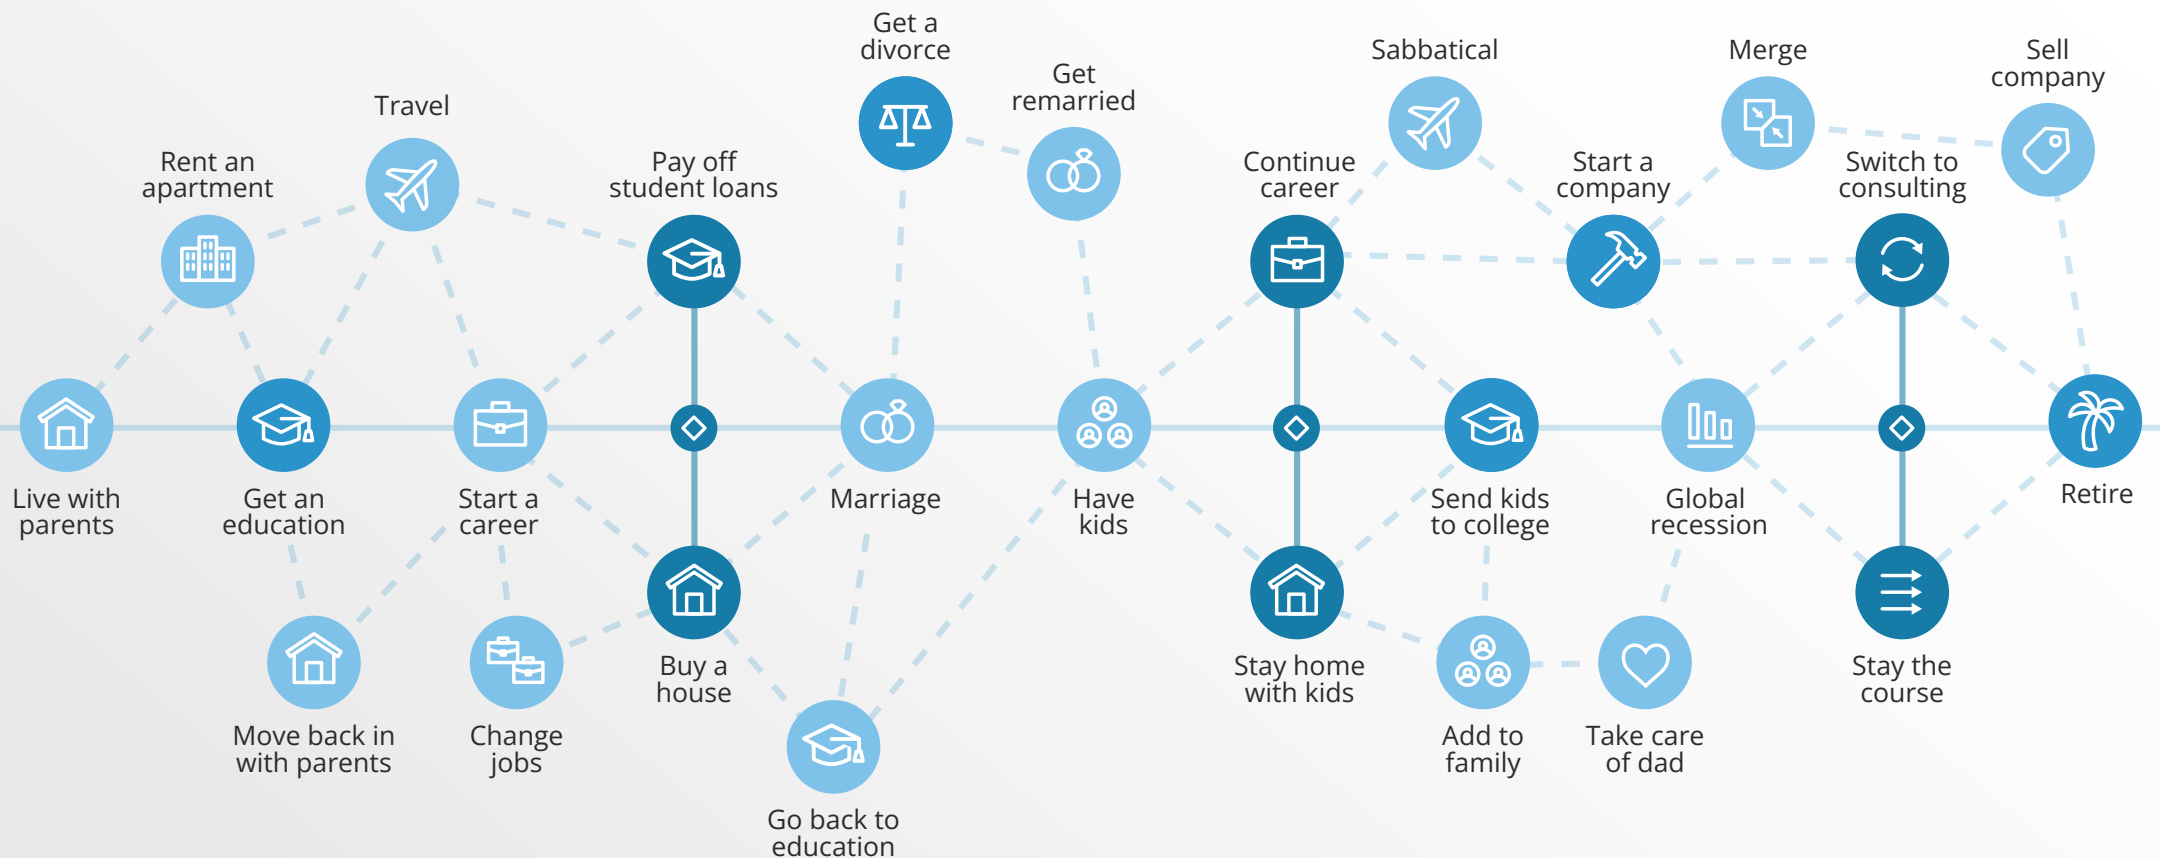 Get a
divorce
Sabbatical
Merge
Sell
company
Get
remarried
Travel
Rent an
apartment
Pay off
student loans
Continue
career
Start a
company
Switch to
consulting
Live with
parents
Get an
education
Start a
career
Marriage
Have
kids
Send kids
to college
Global
recession
Retire
Buy a
house
Stay home
with kids
Stay the
course
Move back in
with parents
Change
jobs
Add to
family
Take care
of dad
Go back to
education